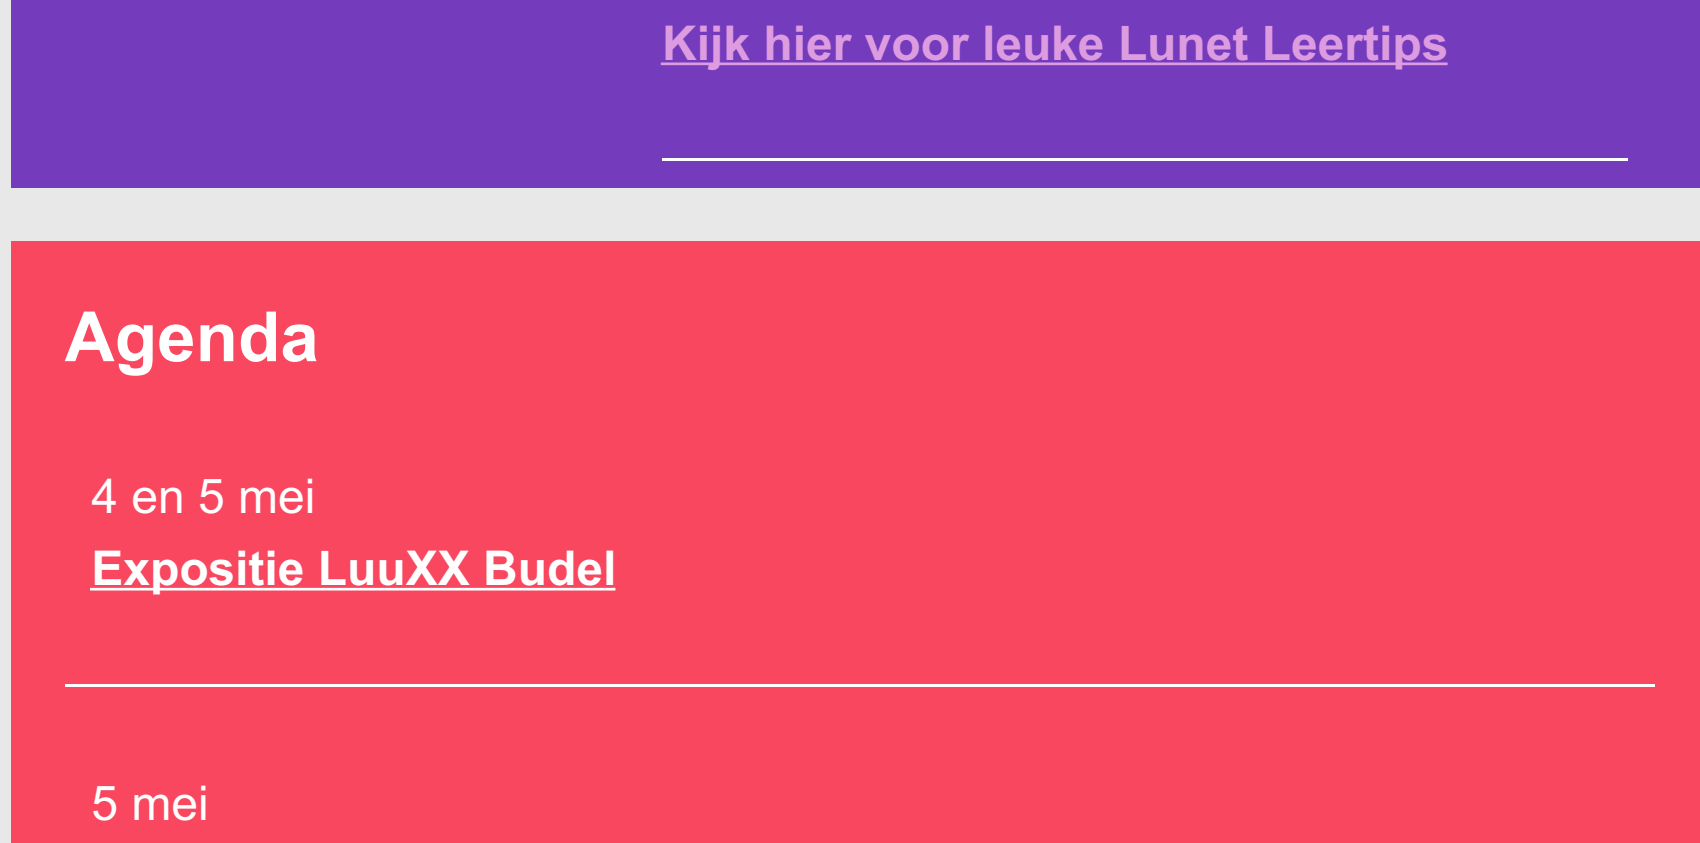 Kijk hier voor leuke Lunet Leertips
Agenda
4 en 5 mei
Expositie LuuXX Budel
5 mei